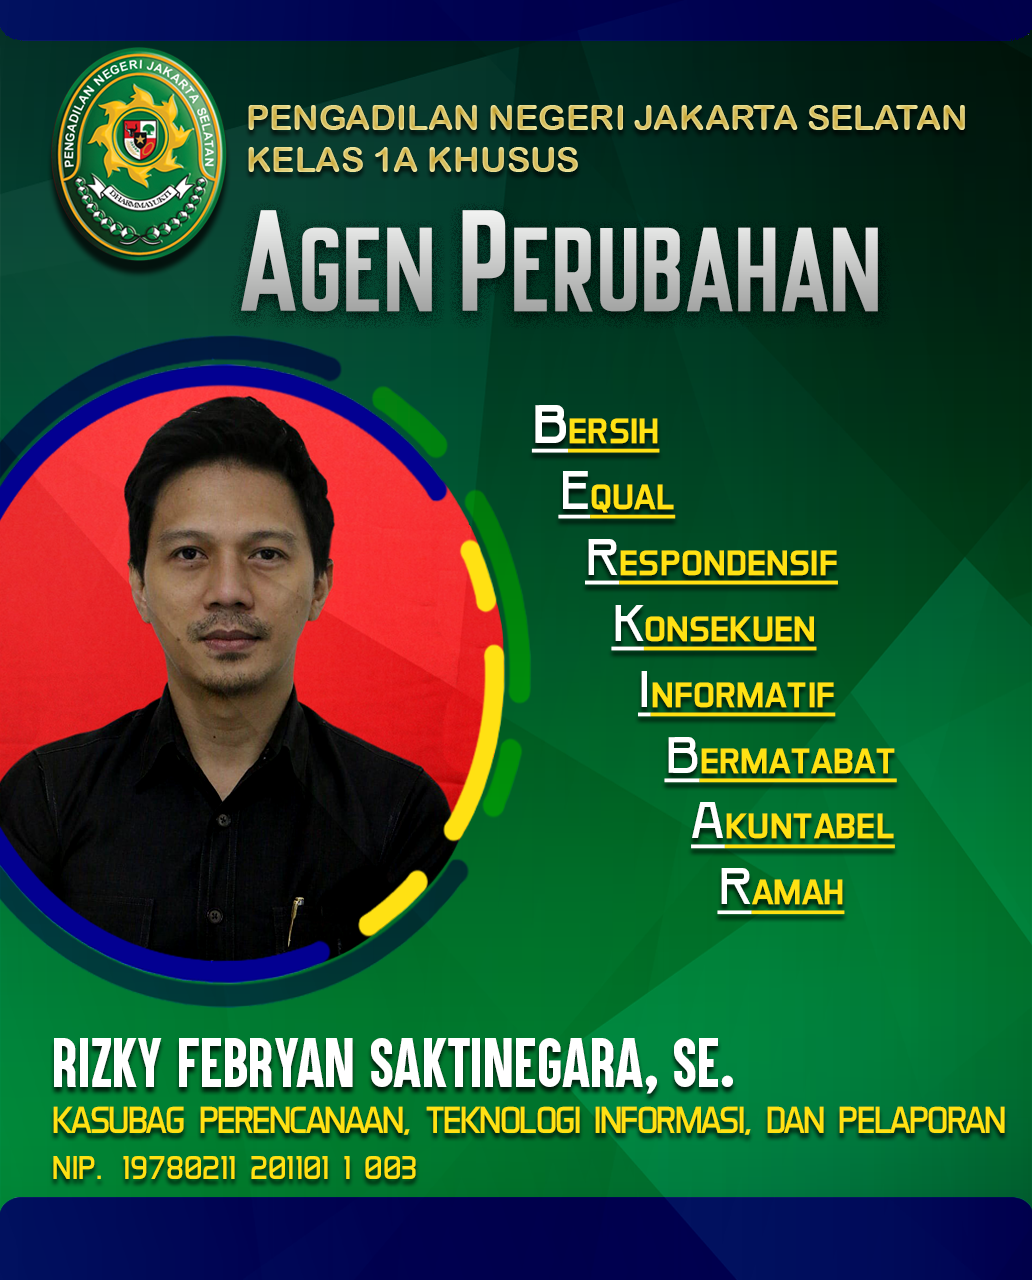 PENGADILAN NEGERI JAKARTA SELATAN
DHARMMAYUKTI
PENGADILAN NEGERI JAKARTA SELATAN
KELAS 1A KHUSUS
AGEN PERUBAHAN
BERSIH
EQUAL
RESPONDENSIF
KONSEKUEN
INFORMATIF
BERMATABAT
AKUNTABEL
RAMAH
RIZKY FEBRYAN SAKTINEGARA, SE.
KASUBAG PERENCANAAN, TEKNOLOGI INFORMASI, DAN PELAPORAN
NIP. 19780211 201101 1 003